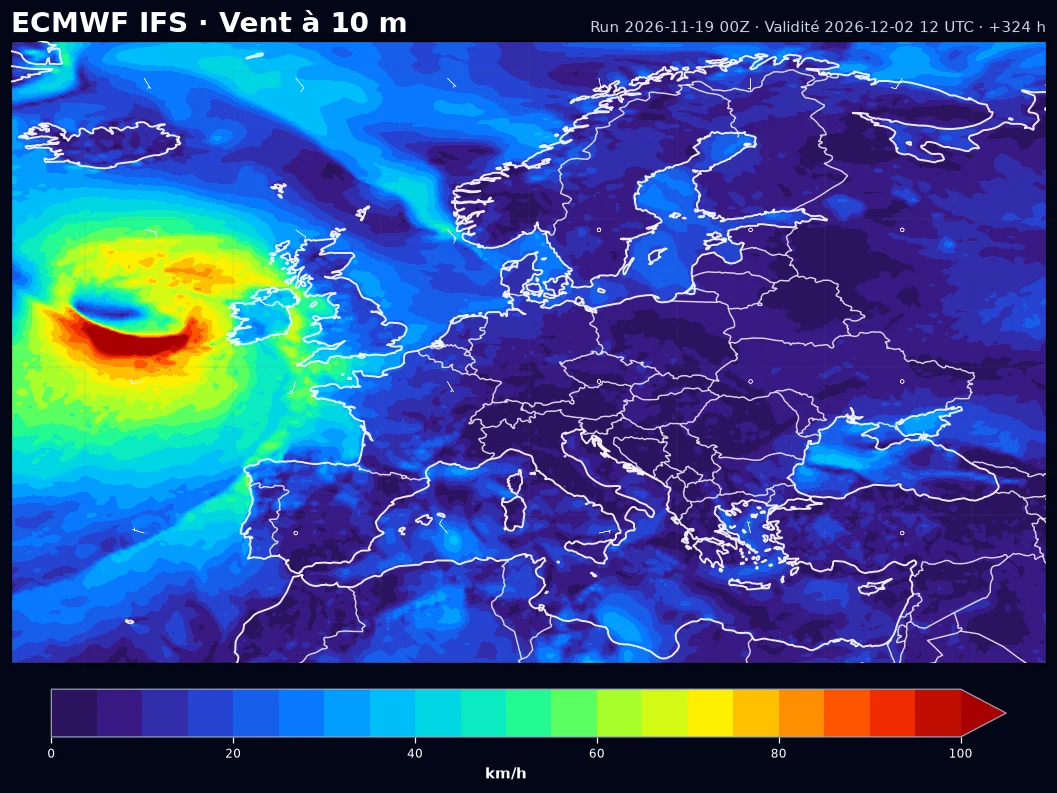 ECMWF IFS · Vent à 10 m
Run 2026-11-19 00Z · Validité 2026-12-02 12 UTC · +324 h
0 20 40 60 80 100
km/h